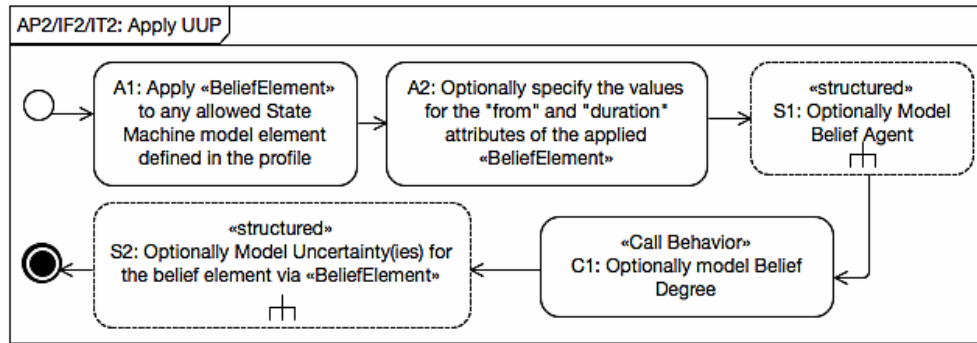 AP2/IF2/IT2: Apply UUP
A1: Apply «BeliefElement»
to any allowed State
Machine model element
defined in the profile
A2: Optionally specify the values
for the "from" and "duration"
attributes of the applied
«BeliefElement»
«structured»
S1: Optionally Model
Belief Agent
«structured»
S2: Optionally Model Uncertainty(ies) for
the belief element via «BeliefElement»
«Call Behavior»
C1: Optionally model Belief
Degree